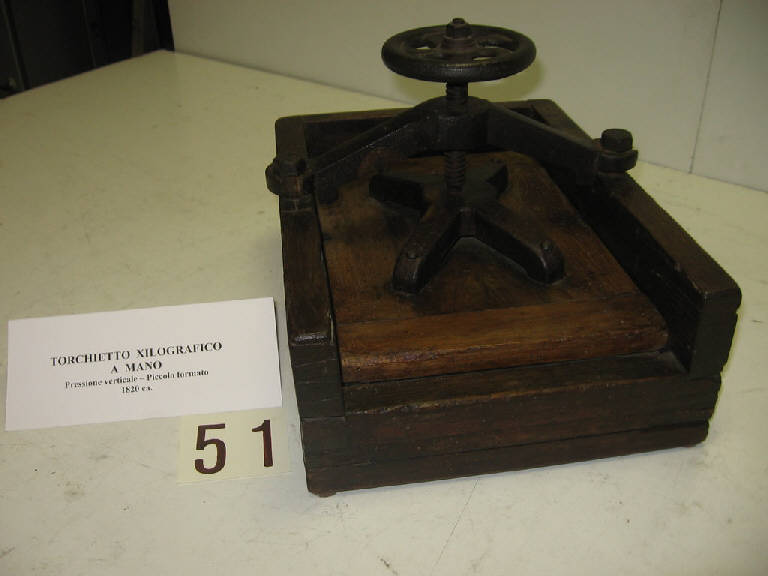 TORCHIETTO XILOGRAFICO
A MANO
Pressione verticale – Piccolo formato
1820 ca.
51